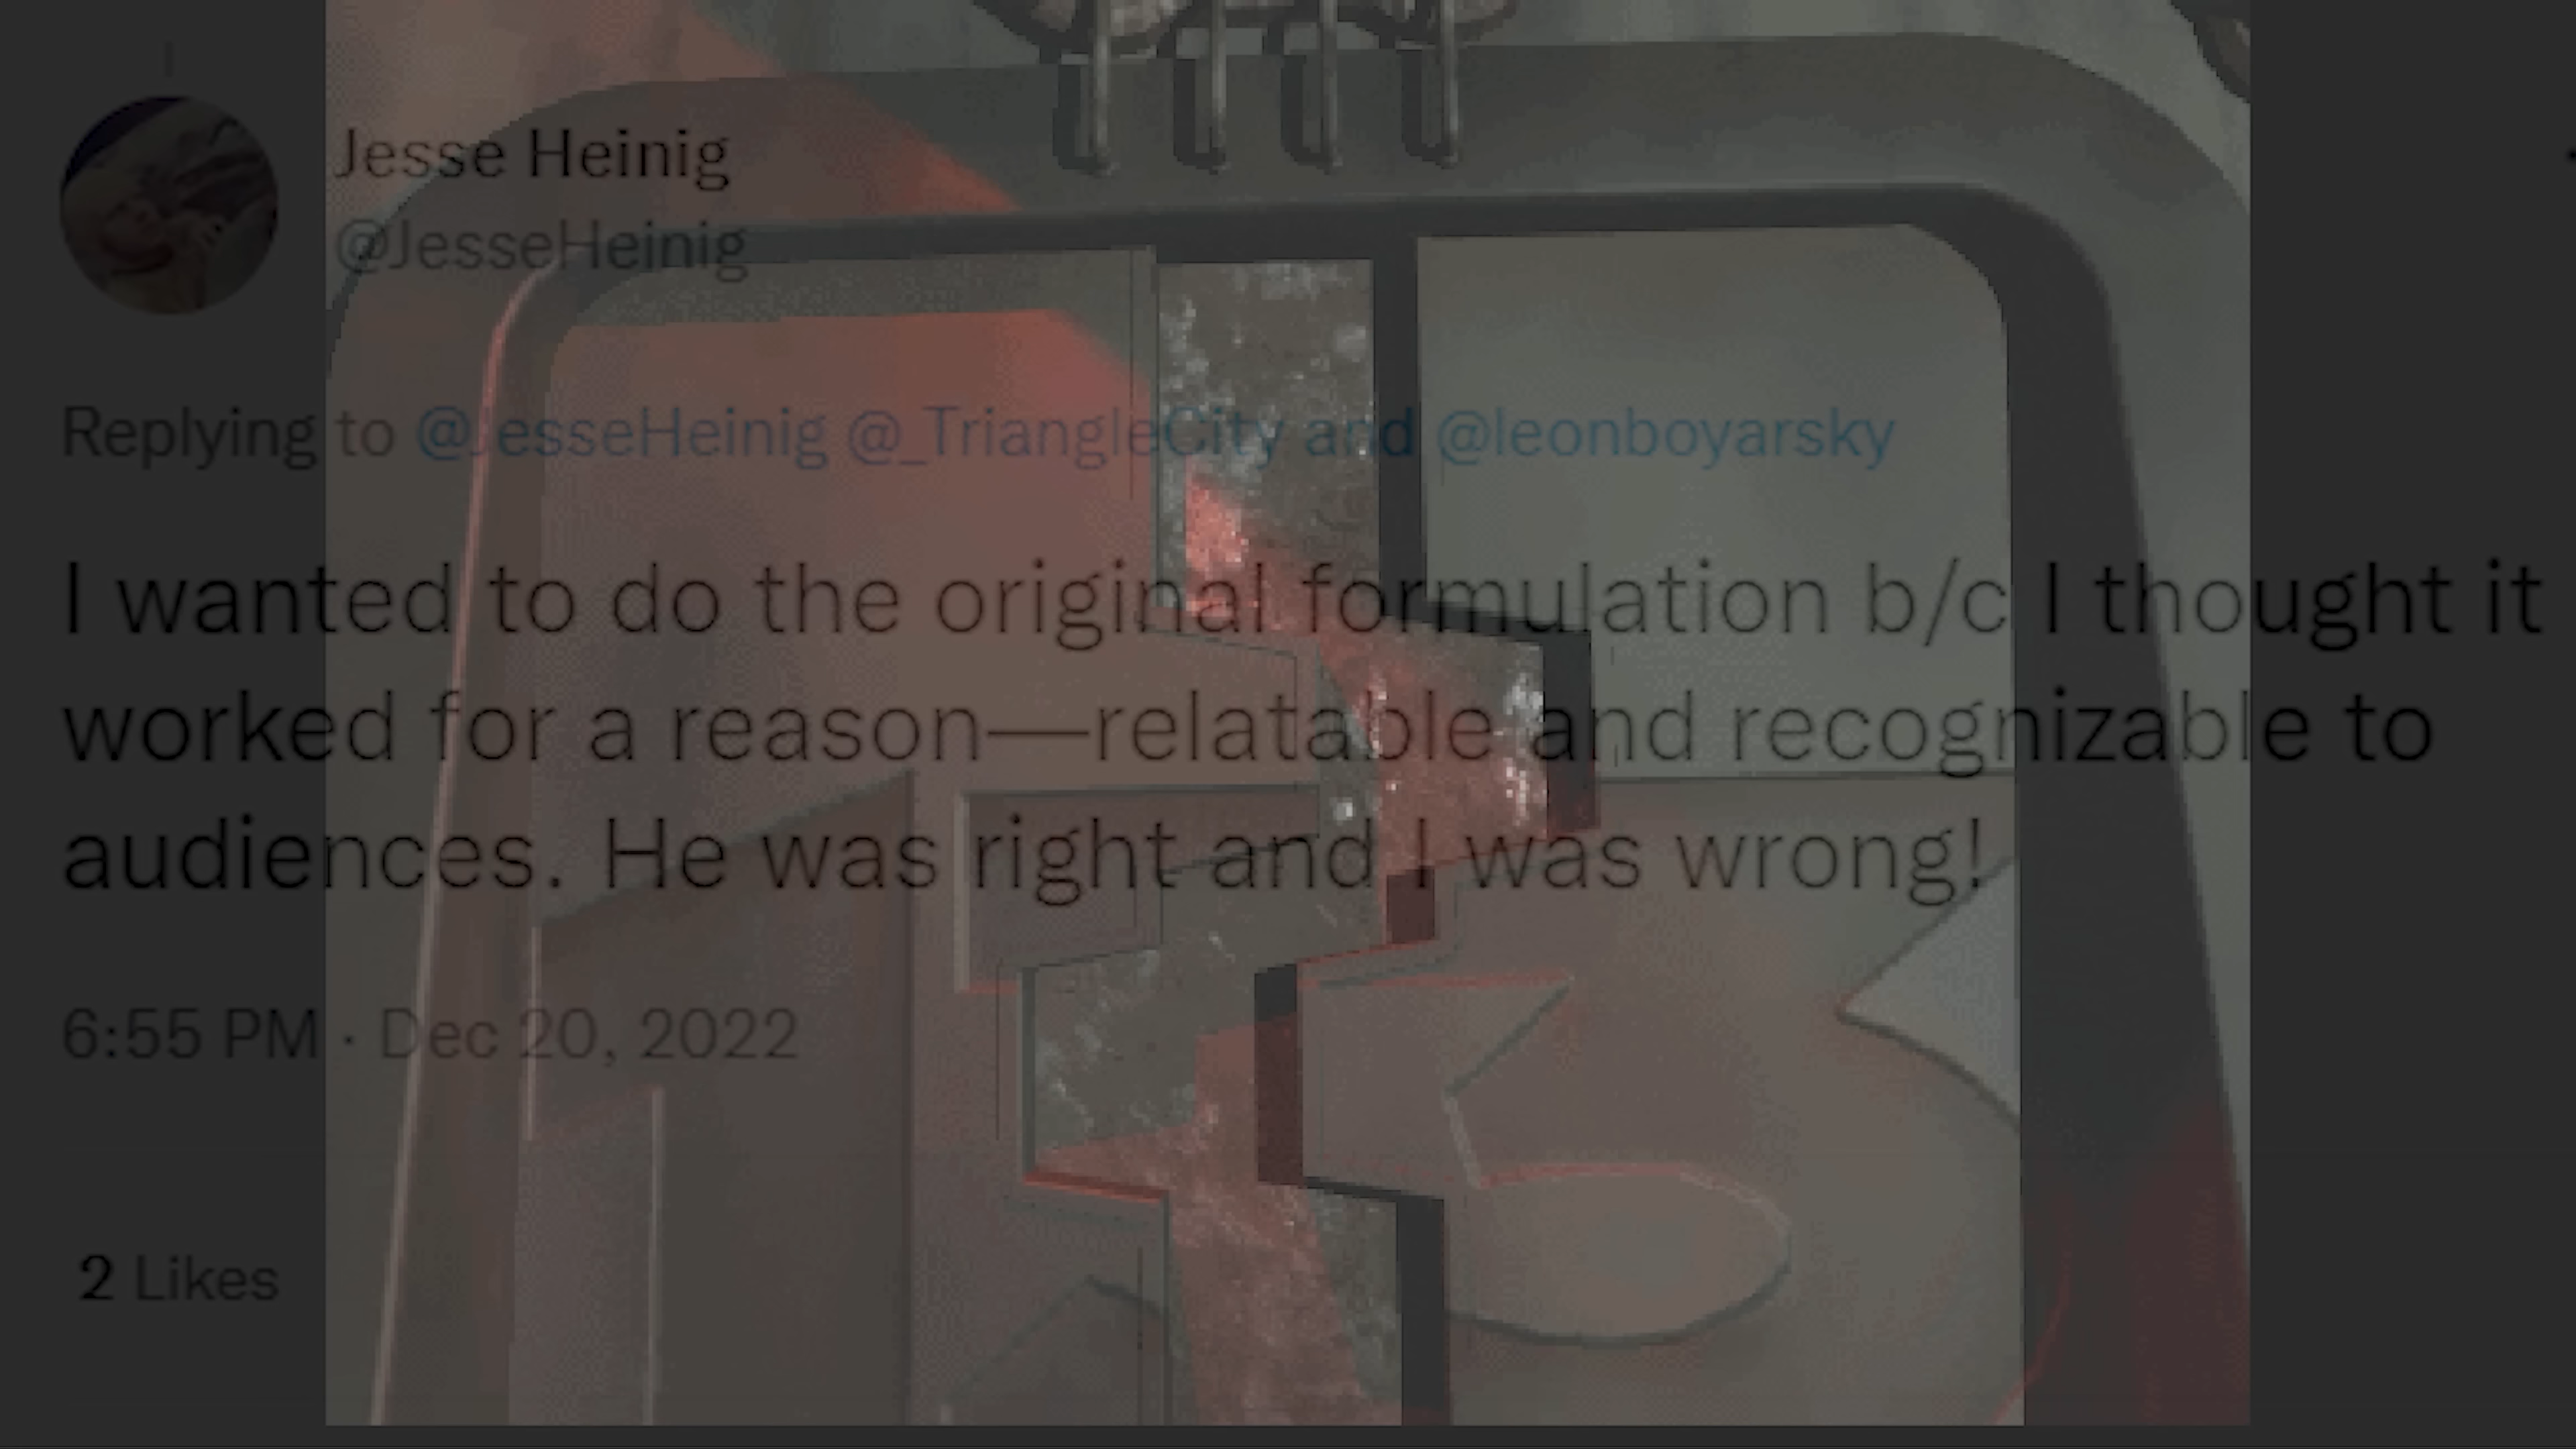 Jesse Heinig
@JesseHeinig
Replying to @JesseHeinig @_TriangleCity and @leonboyarsky
I wanted to do the original formulation b/c I thought it
worked for a reason—relatable and recognizable to
audiences. He was right and I was wrong!
6:55 PM · Dec 20, 2022
2 Likes